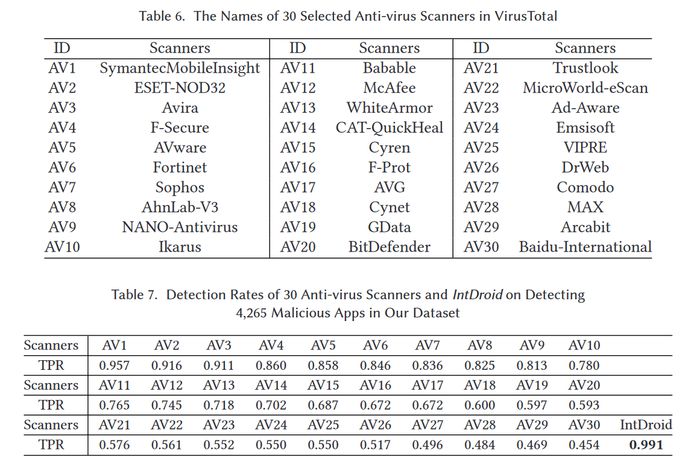 Table 6. The Names of 30 Selected Anti-virus Scanners in VirusTotal
ID Scanners ID Scanners ID Scanners
AV1 SymantecMobileInsight AV11 Babable AV21 Trustlook
AV2 ESET-NOD32 AV12 McAfee AV22 MicroWorld-eScan
AV3 Avira AV13 WhiteArmor AV23 Ad-Aware
AV4 F-Secure AV14 CAT-QuickHeal AV24 Emsisoft
AV5 AVware AV15 Cyren AV25 VIPRE
AV6 Fortinet AV16 F-Prot AV26 DrWeb
AV7 Sophos AV17 AVG AV27 Comodo
AV8 AhnLab-V3 AV18 Cynet AV28 MAX
AV9 NANO-Antivirus AV19 GData AV29 Arcabit
AV10 Ikarus AV20 BitDefender AV30 Baidu-International
Table 7. Detection Rates of 30 Anti-virus Scanners and IntDroid on Detecting
4,265 Malicious Apps in Our Dataset
Scanners AV1 AV2 AV3 AV4 AV5 AV6 AV7 AV8 AV9 AV10
TPR 0.957 0.916 0.911 0.860 0.858 0.846 0.836 0.825 0.813 0.780
Scanners AV11 AV12 AV13 AV14 AV15 AV16 AV17 AV18 AV19 AV20
TPR 0.765 0.745 0.718 0.702 0.687 0.672 0.672 0.600 0.597 0.593
Scanners AV21 AV22 AV23 AV24 AV25 AV26 AV27 AV28 AV29 AV30 IntDroid
TPR 0.576 0.561 0.552 0.550 0.550 0.517 0.496 0.484 0.469 0.454 0.991